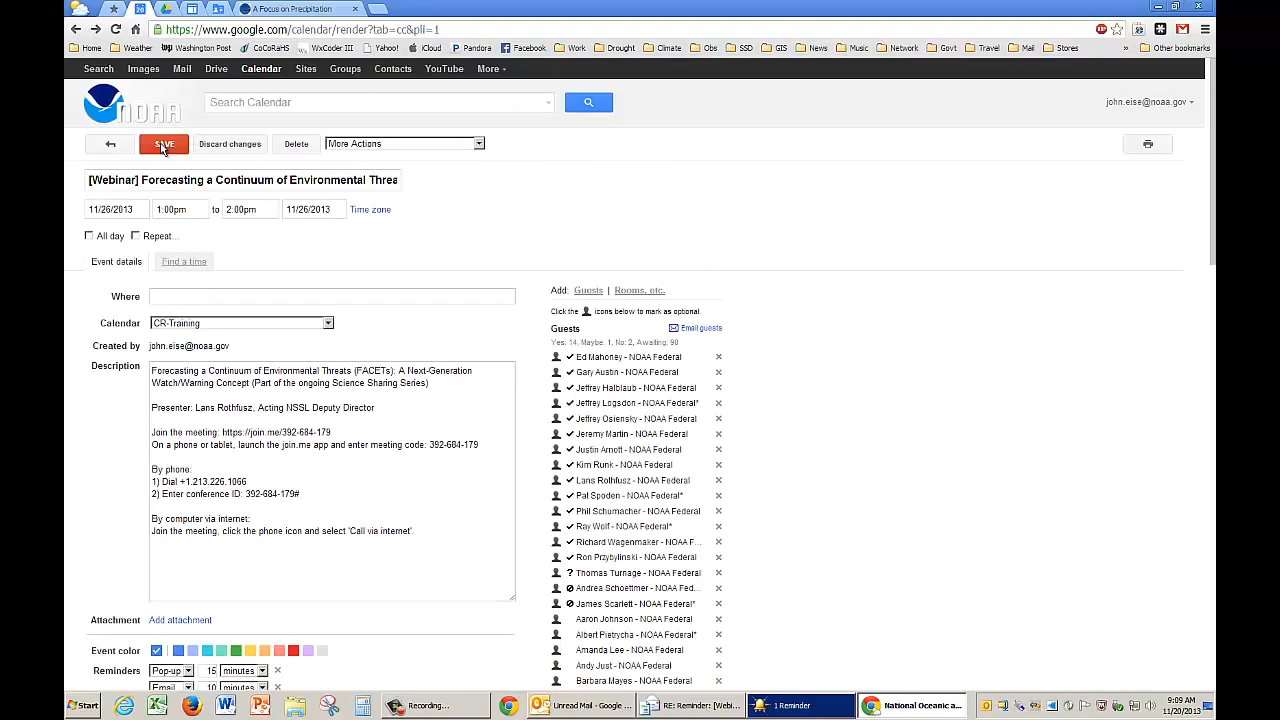 20
A Focus on Precipitation
https://www.google.com/calendar/render?tab=cc&pli=1
Home Weather Washington Post CoCoRaHS WxCoder III Yahoo! iCloud Pandora Facebook Work Drought Climate Obs SSD GIS News Music Network Govt Travel Mail Stores » Other bookmarks
Search Images Mail Drive Calendar Sites Groups Contacts YouTube More
NOAA
Search Calendar
john.eise@noaa.gov
SAVE Discard changes Delete More Actions
[Webinar] Forecasting a Continuum of Environmental Threa
11/26/2013 1:00pm to 2:00pm 11/26/2013 Time zone
All day Repeat...
Event details Find a time
Where
Calendar CR-Training
Created by john.eise@noaa.gov
Description
Forecasting a Continuum of Environmental Threats (FACETs): A Next-Generation
Watch/Warning Concept (Part of the ongoing Science Sharing Series)
Presenter: Lans Rothfusz, Acting NSSL Deputy Director
Join the meeting: https://join.me/392-684-179
On a phone or tablet, launch the join.me app and enter meeting code: 392-684-179
By phone:
1) Dial +1.213.226.1066
2) Enter conference ID: 392-684-179#
By computer via internet:
Join the meeting, click the phone icon and select 'Call via internet'.
Attachment Add attachment
Event color
Reminders Pop-up 15 minutes
Email 10 minutes
Add: Guests | Rooms, etc.
Click the icons below to mark as optional.
Guests Email guests
Yes: 14, Maybe: 1, No: 2, Awaiting: 90
Ed Mahoney - NOAA Federal
Gary Austin - NOAA Federal
Jeffrey Halblaub - NOAA Federal
Jeffrey Logsdon - NOAA Federal*
Jeffrey Osiensky - NOAA Federal
Jeremy Martin - NOAA Federal
Justin Arnott - NOAA Federal
Kim Runk - NOAA Federal
Lans Rothfusz - NOAA Federal
Pat Spoden - NOAA Federal*
Phil Schumacher - NOAA Federal
Ray Wolf - NOAA Federal*
Richard Wagenmaker - NOAA F...
Ron Przybylinski - NOAA Federal
? Thomas Turnage - NOAA Federal
Andrea Schoettmer - NOAA Fed...
James Scarlett - NOAA Federal*
Aaron Johnson - NOAA Federal
Albert Pietrycha - NOAA Federal*
Amanda Lee - NOAA Federal
Andy Just - NOAA Federal
Barbara Mayes - NOAA Federal
Start Recording... Unread Mail - Google ... RE: Reminder: [Webi... 1 Reminder National Oceanic a...
9:09 AM
11/20/2013